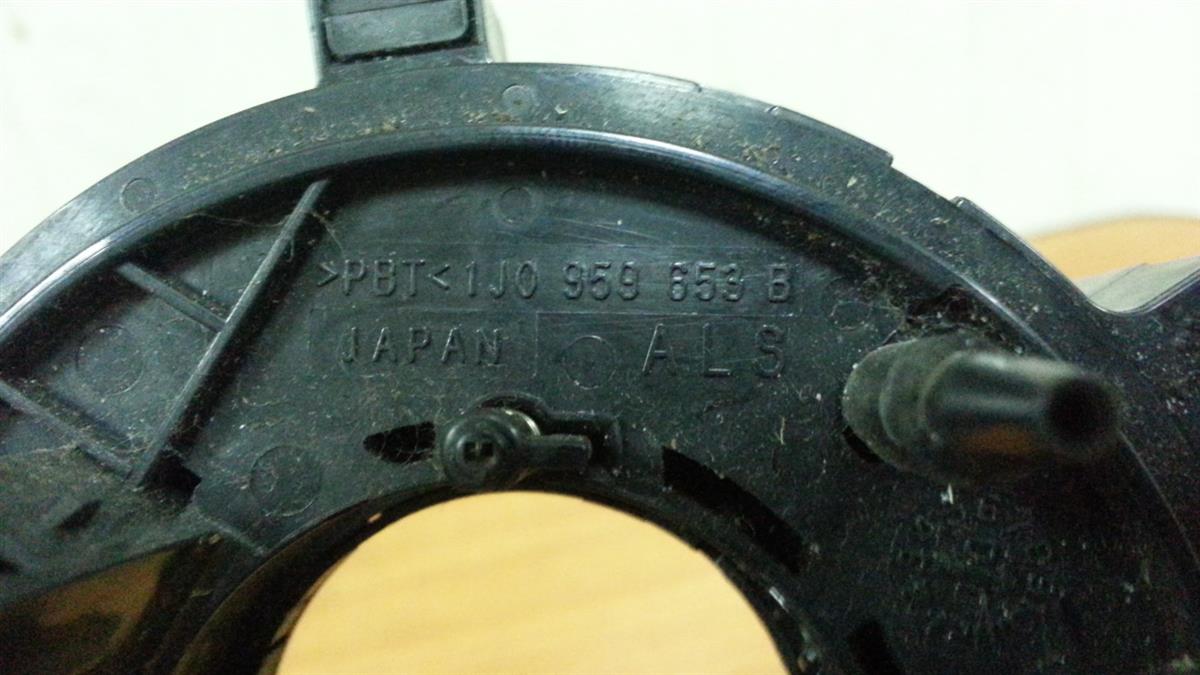 >PBT<1J0 959 653 B
JAPAN ALS